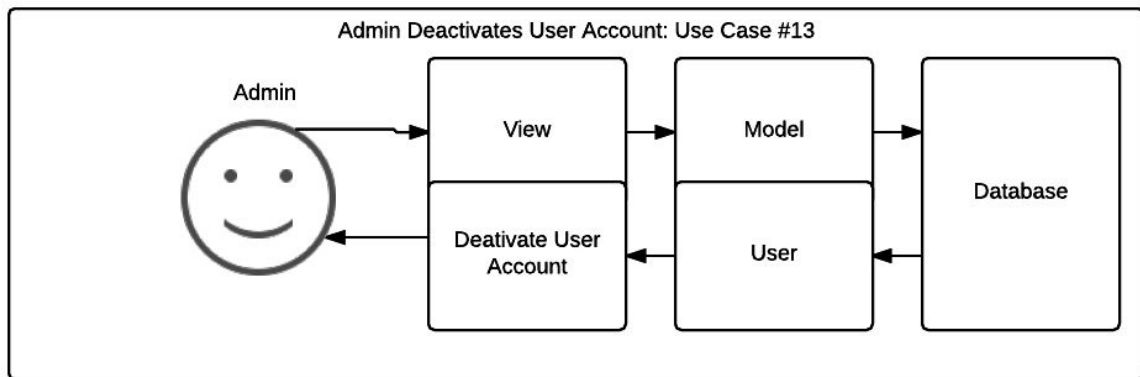 Admin Deactivates User Account: Use Case #13
Admin
View
Model
Database
Deativate User
Account
User